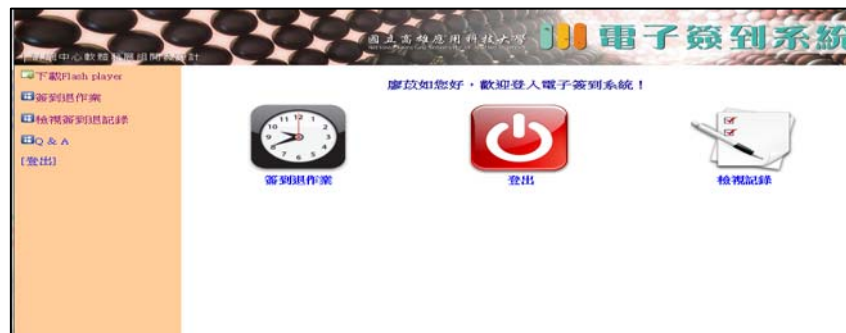 國立高雄應用科技大學
電子簽到系統
下載Flash player
簽到退作業
檢視簽到退記錄
Q & A
[登出]
您好，歡迎登入電子簽到系統！
簽到退作業
登出
檢視記錄